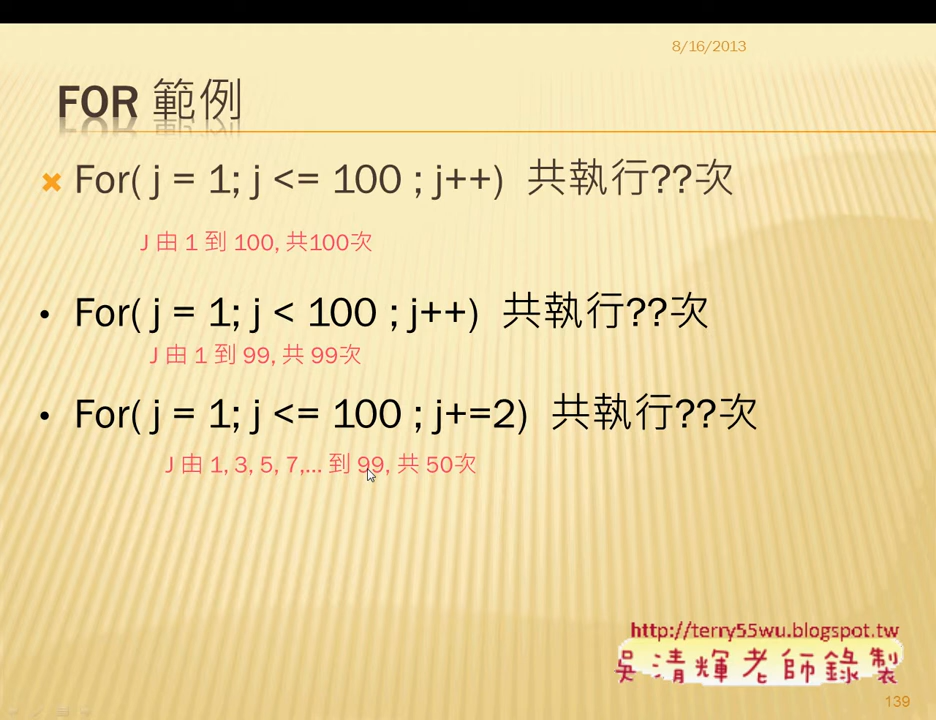 8/16/2013
FOR 範例
For( j = 1; j <= 100 ; j++) 共執行??次
J 由 1 到 100, 共100次
For( j = 1; j < 100 ; j++) 共執行??次
J 由 1 到 99, 共 99次
For( j = 1; j <= 100 ; j+=2) 共執行??次
J 由 1, 3, 5, 7,... 到 99, 共 50次
http://terry55wu.blogspot.tw
吳清輝老師錄製
139